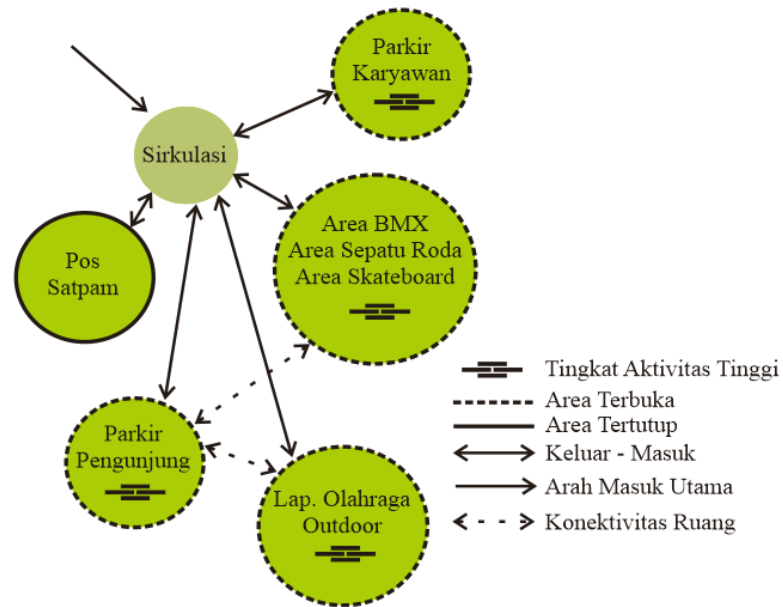 Parkir
Karyawan
Sirkulasi
Area BMX
Area Sepatu Roda
Area Skateboard
Pos
Satpam
Parkir
Pengunjung
Lap. Olahraga
Outdoor
Tingkat Aktivitas Tinggi
Area Terbuka
Area Tertutup
Keluar - Masuk
Arah Masuk Utama
Konektivitas Ruang